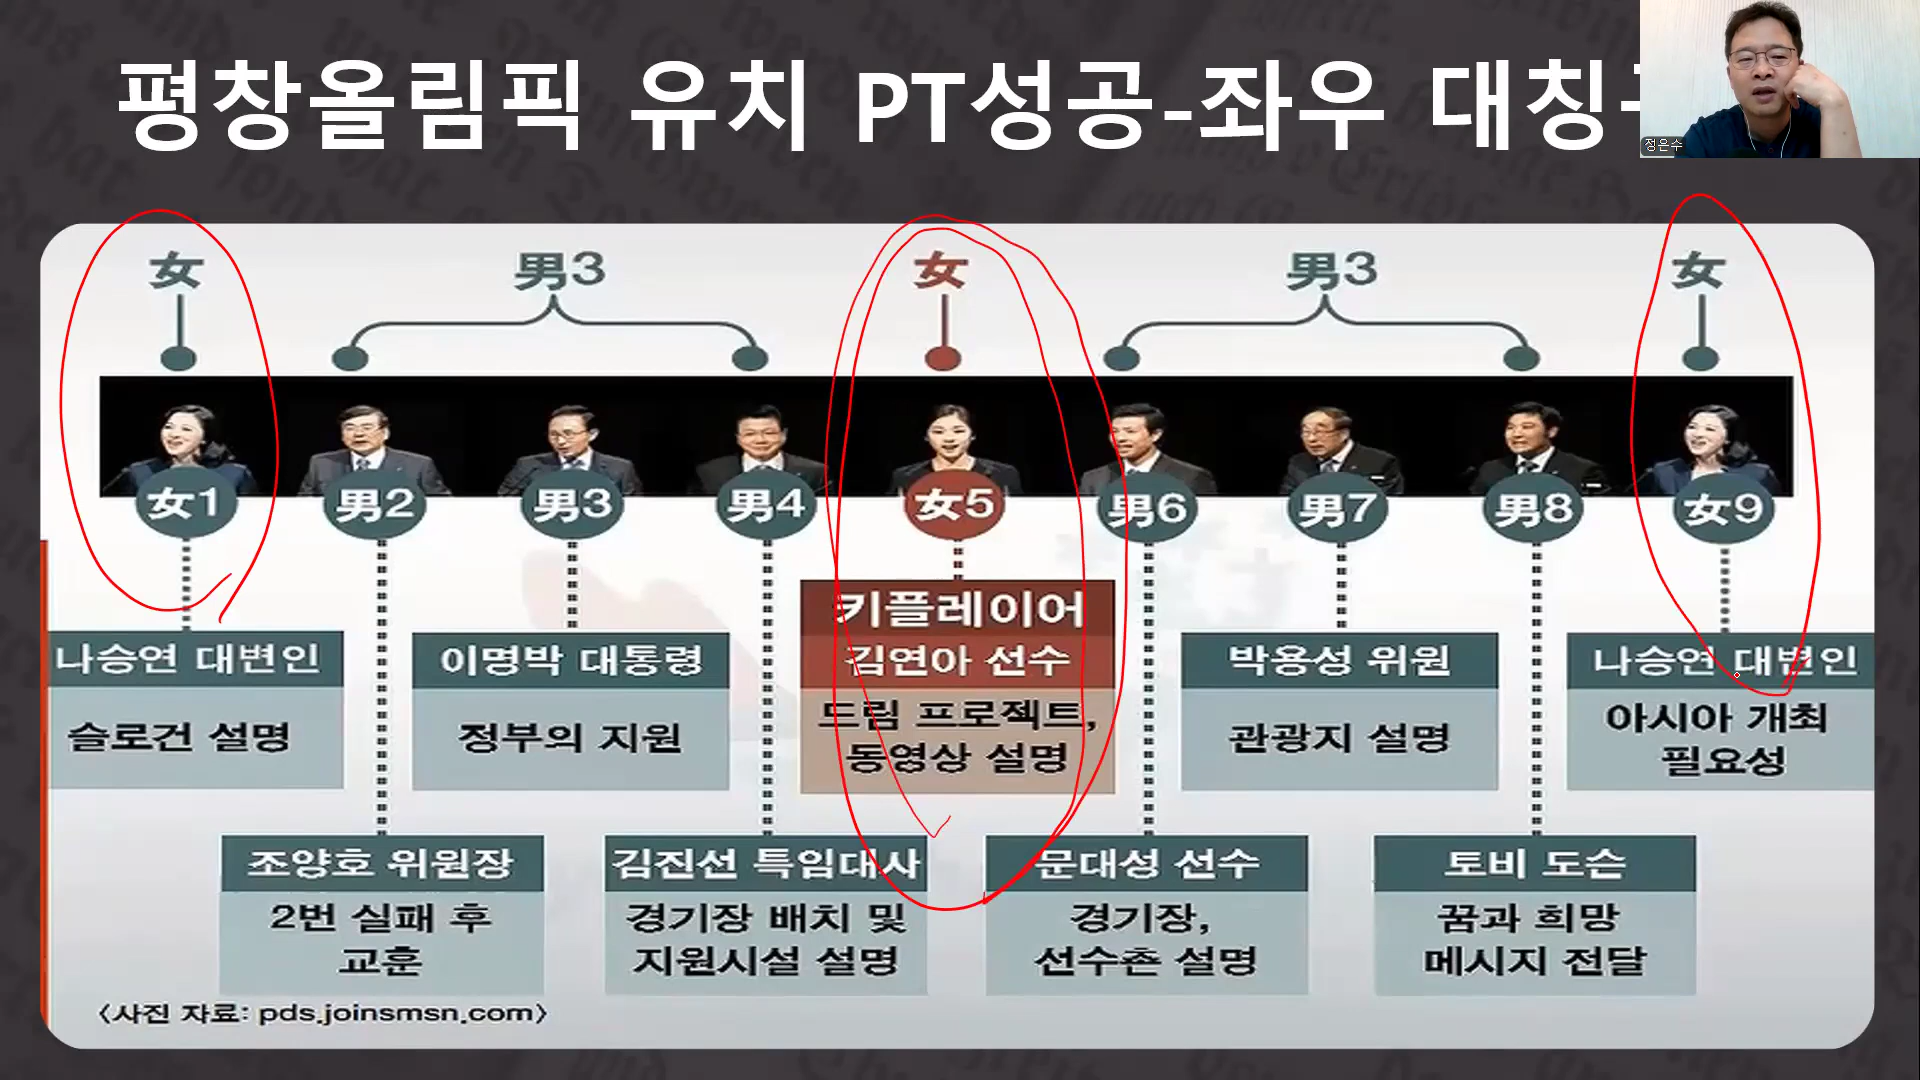 평창올림픽 유치 PT성공-좌우 대칭
정은수
女
男3
女
男3
女
女1
男2
男3
男4
女5
男6
男7
男8
女9
키플레이어
나승연 대변인
이명박 대통령
김연아 선수
박용성 위원
나승연 대변인
슬로건 설명
정부의 지원
드림 프로젝트,
동영상 설명
관광지 설명
아시아 개최
필요성
조양호 위원장
김진선 특임대사
문대성 선수
토비 도슨
2번 실패 후
교훈
경기장 배치 및
지원시설 설명
경기장,
선수촌 설명
꿈과 희망
메시지 전달
〈사진 자료: pds.joinsmsn.com〉